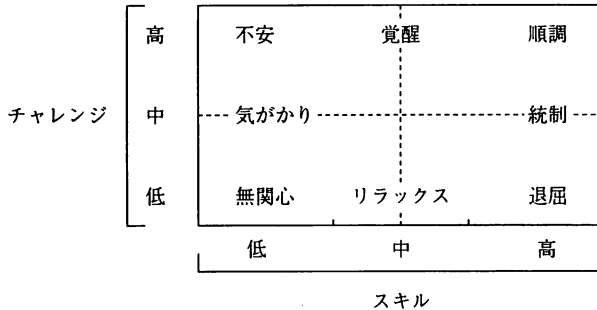 高 不安 覚醒 順調
チャレンジ 中 気がかり 統制
低 無関心 リラックス 退屈
低 中 高
スキル